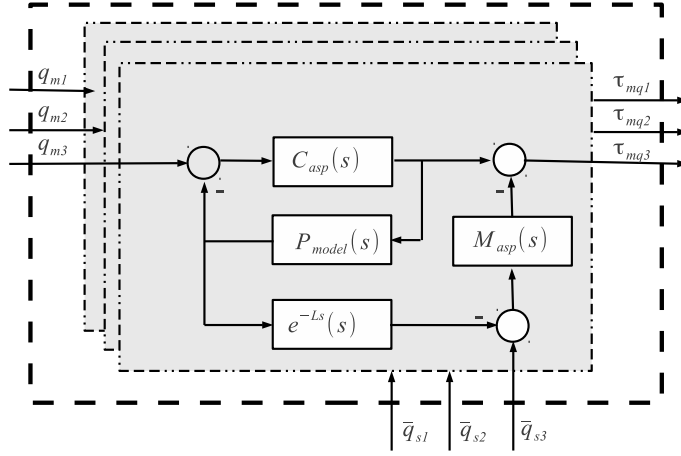 q_{m1}
τ_{mq1}
q_{m2}
τ_{mq2}
q_{m3}
τ_{mq3}
C_{asp}(s)
-
-
P_{model}(s)
M_{asp}(s)
e^{-Ls}(s)
-
q̅_{s1}
q̅_{s2}
q̅_{s3}